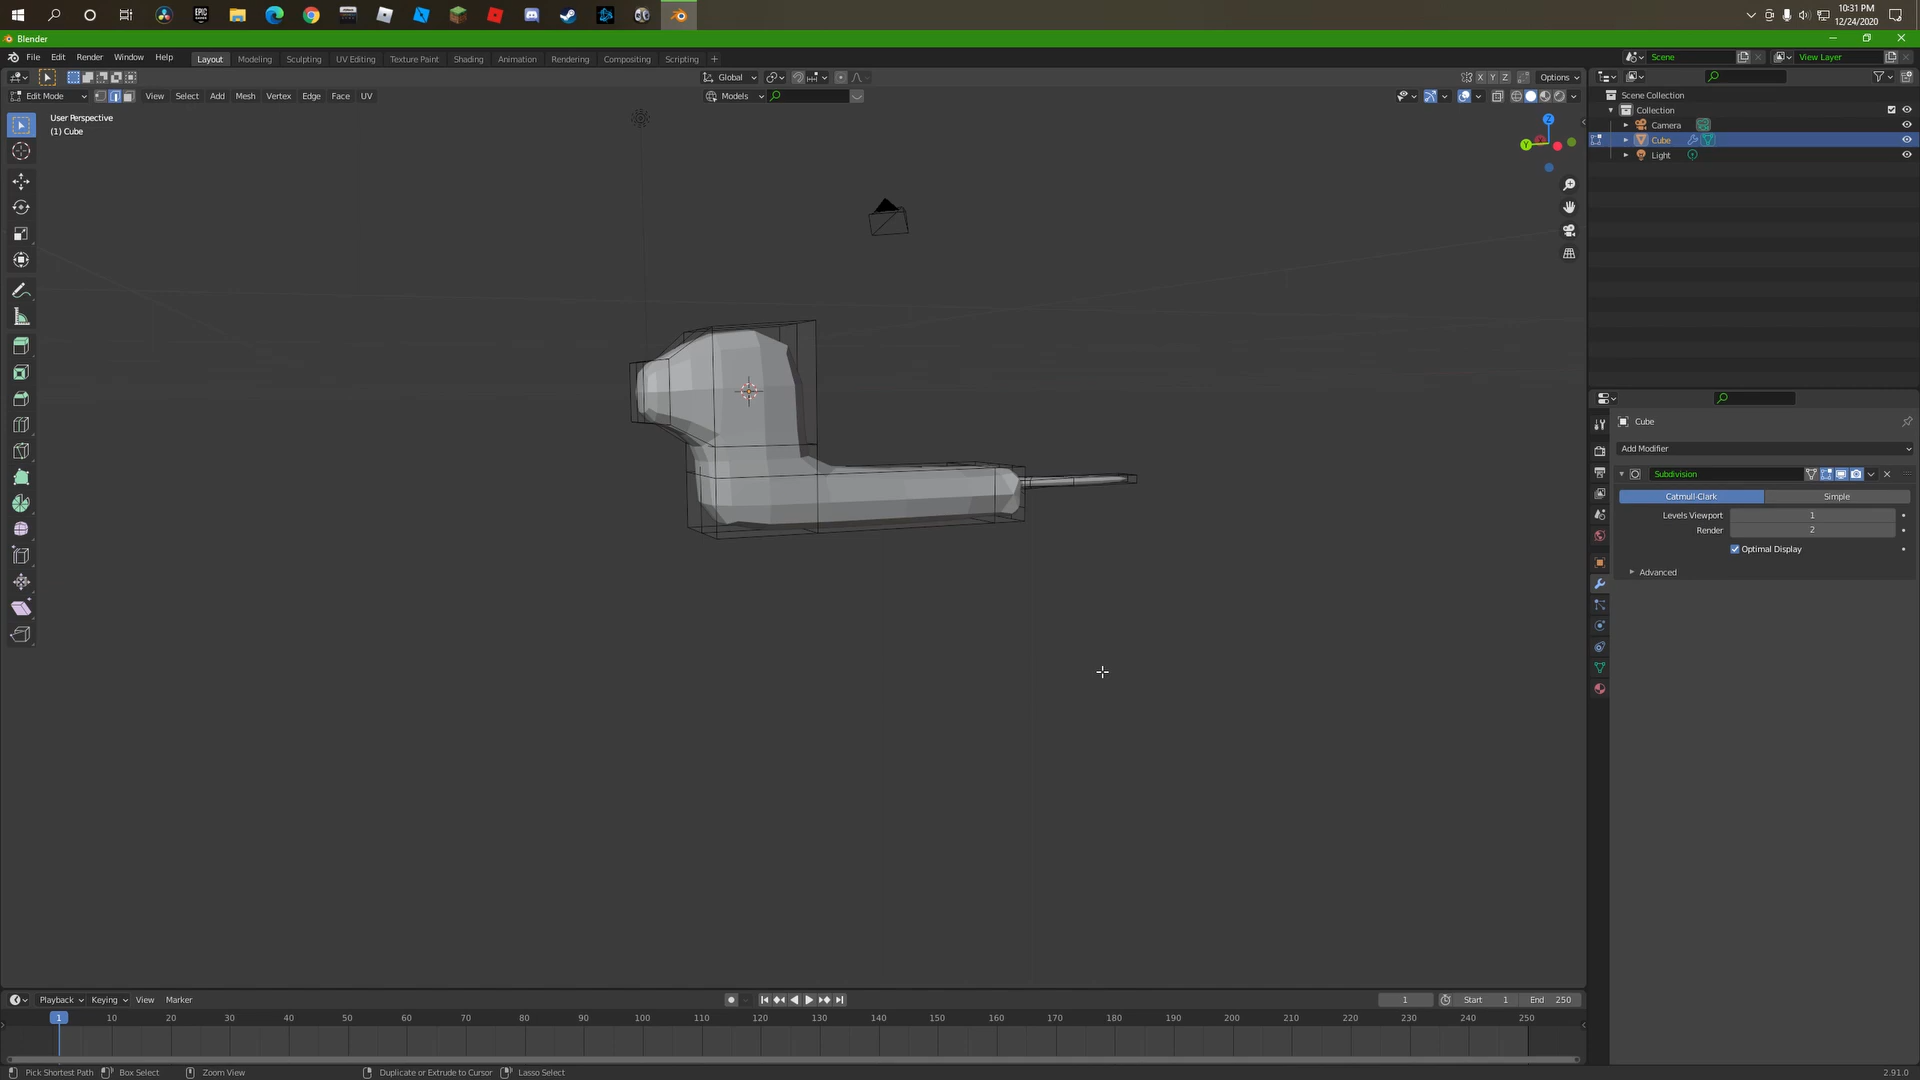 10:31 PM
12/24/2020
EPIC
Blender
File Edit Render Window Help Layout Modeling Sculpting UV Editing Texture Paint Shading Animation Rendering Compositing Scripting + Scene View Layer
Global X Y Z Options
Edit Mode View Select Add Mesh Vertex Edge Face UV Models
User Perspective
(1) Cube
Z
Y
Scene Collection
Collection
Camera
Cube
Light
Cube
Add Modifier
Subdivision
Catmull-Clark Simple
Levels Viewport 1
Render 2
Optimal Display
Advanced
Playback Keying View Marker 1 Start 1 End 250
1 10 20 30 40 50 60 70 80 90 100 110 120 130 140 150 160 170 180 190 200 210 220 230 240 250
Pick Shortest Path Box Select Zoom View Duplicate or Extrude to Cursor Lasso Select 2.91.0